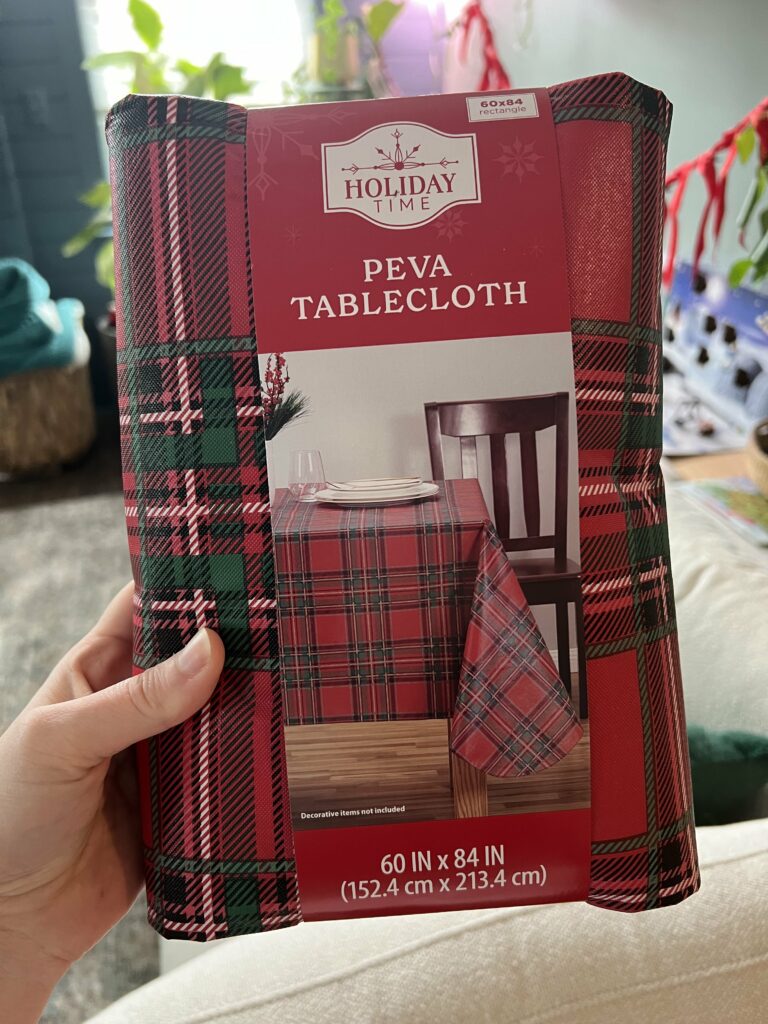 60x84
rectangle
HOLIDAY
TIME
PEVA
TABLECLOTH
Decorative items not included
60 IN x 84 IN
(152.4 cm x 213.4 cm)